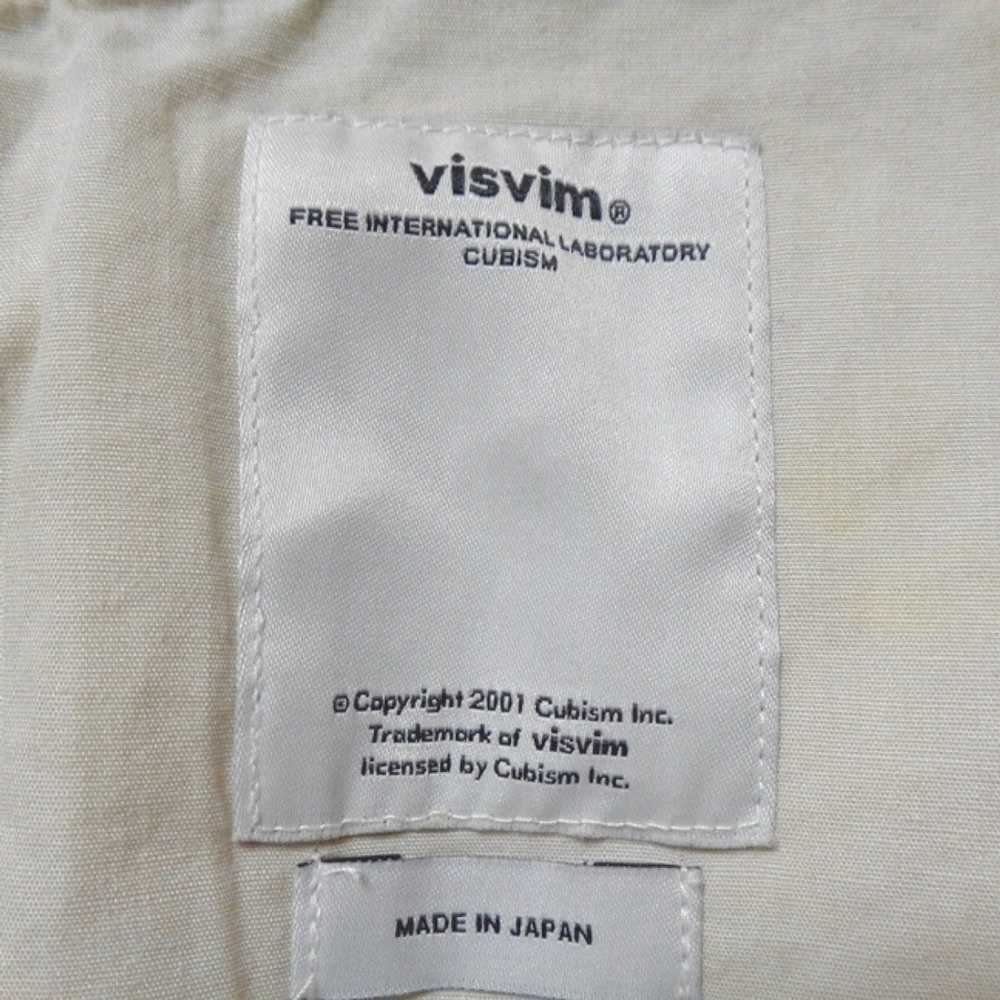 visvim®
FREE INTERNATIONAL LABORATORY
CUBISM
© Copyright 2001 Cubism Inc.
Trademark of visvim
licensed by Cubism Inc.
MADE IN JAPAN